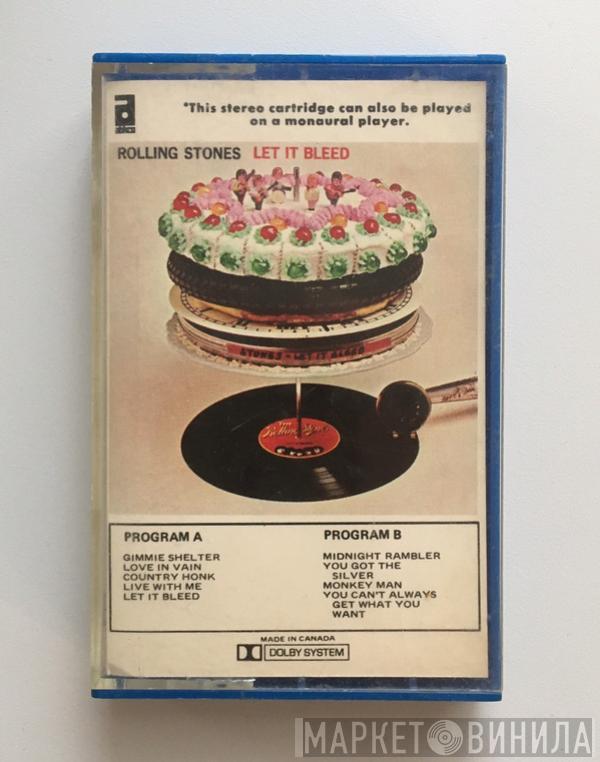 *This stereo cartridge can also be played
on a monaural player.
ROLLING STONES LET IT BLEED
STONES - LET IT BLEED
PROGRAM A
GIMMIE SHELTER
LOVE IN VAIN
COUNTRY HONK
LIVE WITH ME
LET IT BLEED
PROGRAM B
MIDNIGHT RAMBLER
YOU GOT THE
SILVER
MONKEY MAN
YOU CAN'T ALWAYS
GET WHAT YOU
WANT
MADE IN CANADA
DOLBY SYSTEM
МАРКЕТ ВИНИЛА